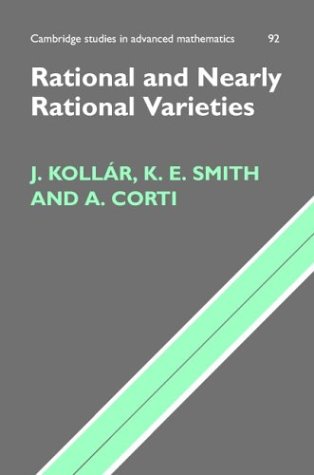 Cambridge studies in advanced mathematics 92
Rational and Nearly
Rational Varieties
J. KOLLÁR, K. E. SMITH
AND A. CORTI